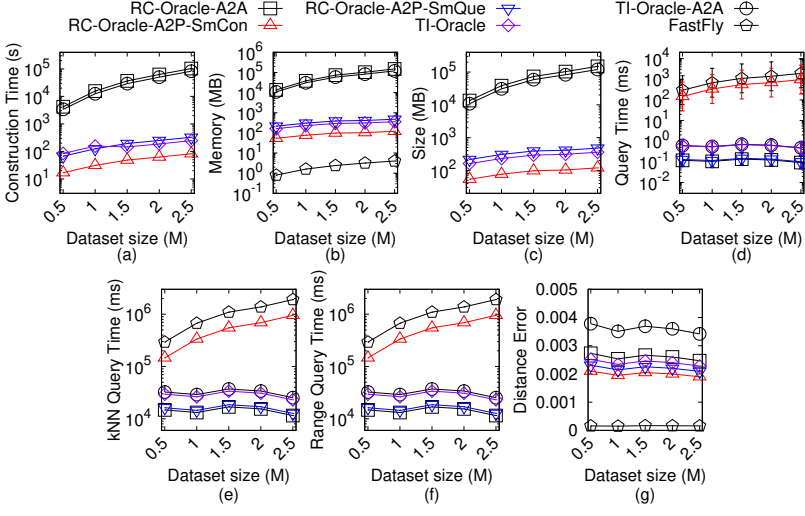 RC-Oracle-A2A RC-Oracle-A2P-SmQue TI-Oracle-A2A
RC-Oracle-A2P-SmCon TI-Oracle FastFly
Construction Time (s)
10^5
10^4
10^3
10^2
10^1
0.5 1 1.5 2 2.5
Dataset size (M)
(a)
Memory (MB)
10^6
10^5
10^4
10^3
10^2
10^1
10^0
10^-1
0.5 1 1.5 2 2.5
Dataset size (M)
(b)
Size (MB)
10^5
10^4
10^3
10^2
0.5 1 1.5 2 2.5
Dataset size (M)
(c)
Query Time (ms)
10^4
10^3
10^2
10^1
10^0
10^-1
10^-2
0.5 1 1.5 2 2.5
Dataset size (M)
(d)
kNN Query Time (ms)
10^6
10^5
10^4
0.5 1 1.5 2 2.5
Dataset size (M)
(e)
Range Query Time (ms)
10^6
10^5
10^4
0.5 1 1.5 2 2.5
Dataset size (M)
(f)
Distance Error
0.005
0.004
0.003
0.002
0.001
0
0.5 1 1.5 2 2.5
Dataset size (M)
(g)